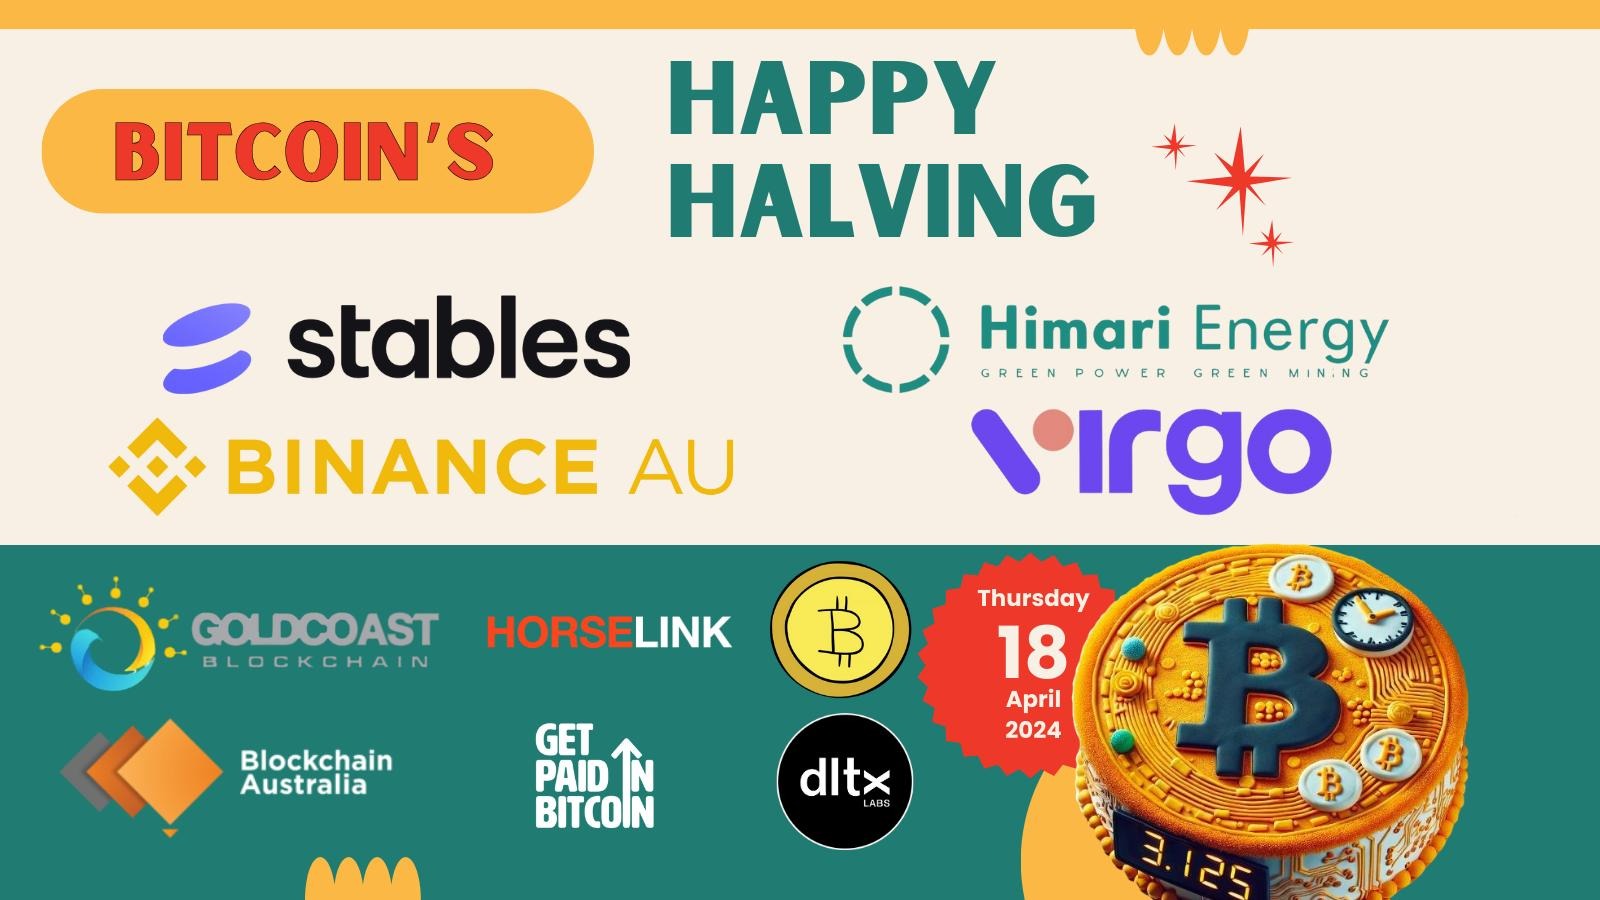 BITCOIN'S
HAPPY
HALVING
stables
Himari Energy
GREEN POWER GREEN MINING
BINANCE AU
virgo
GOLDCOAST
BLOCKCHAIN
HORSELINK
Thursday
18
April
2024
Blockchain
Australia
GET
PAID IN
BITCOIN
dltx
LABS
3.125